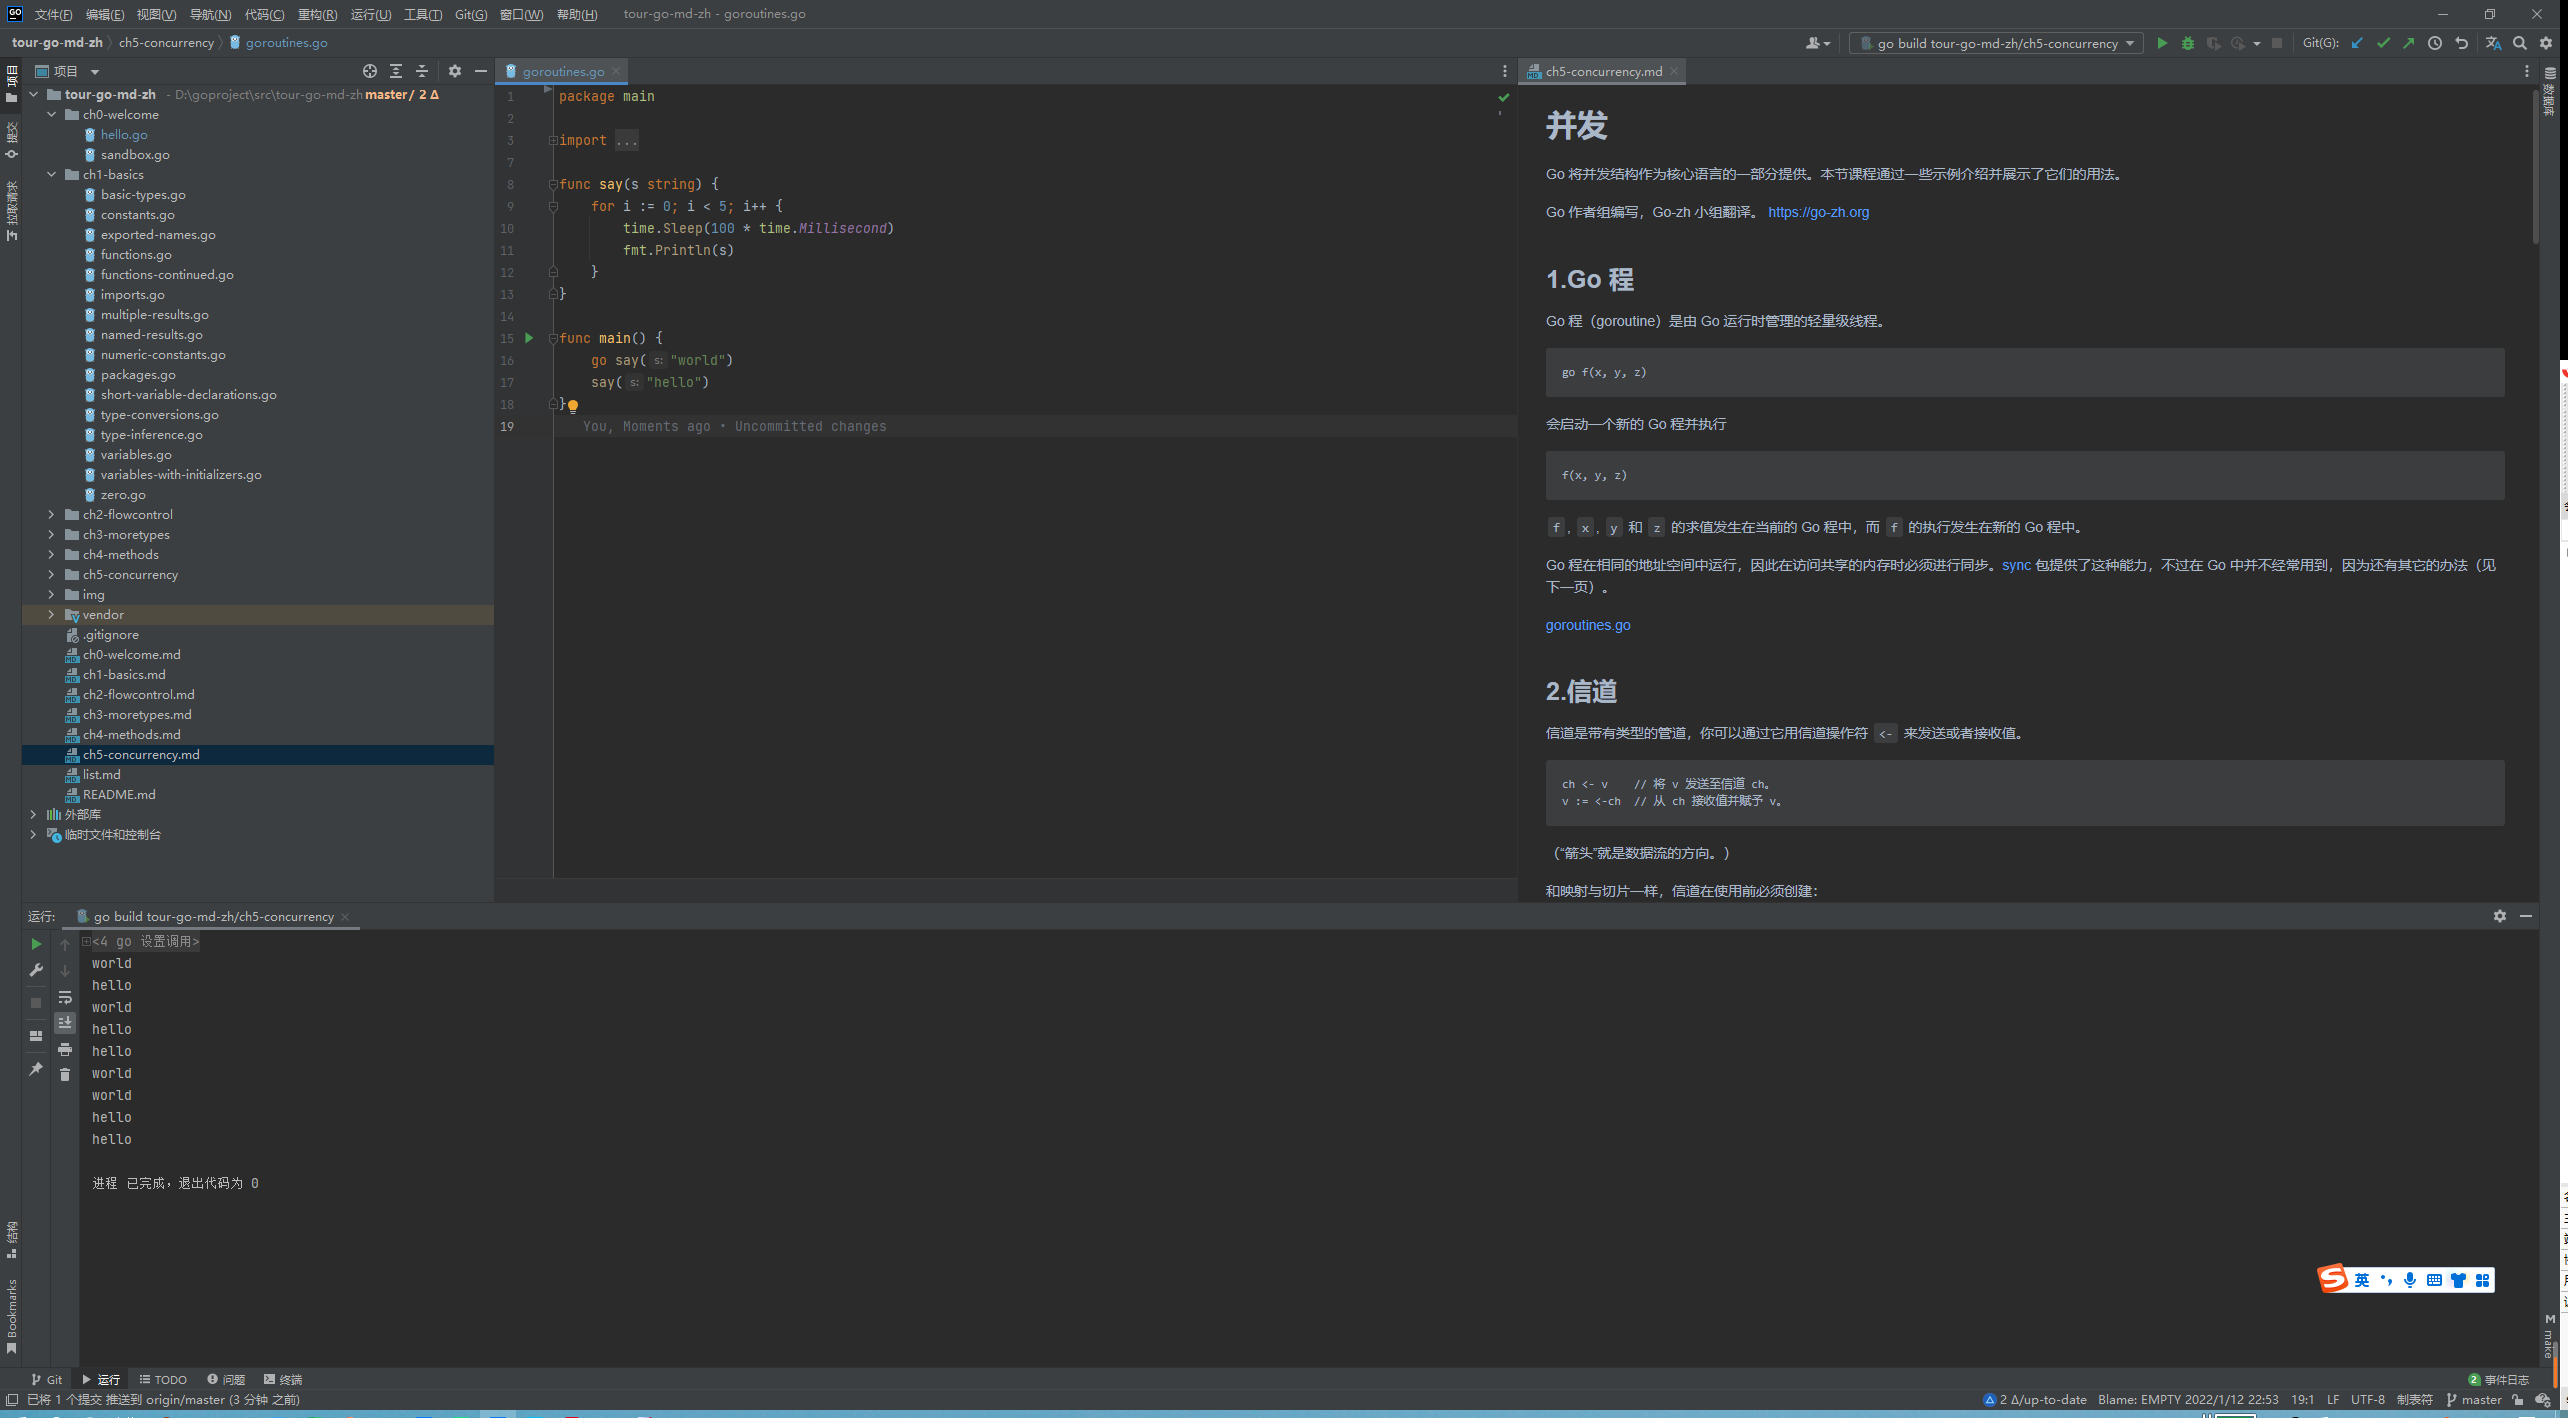 GO 文件(F) 编辑(E) 视图(V) 导航(N) 代码(C) 重构(R) 运行(U) 工具(T) Git(G) 窗口(W) 帮助(H) tour-go-md-zh - goroutines.go
tour-go-md-zh ch5-concurrency goroutines.go
go build tour-go-md-zh/ch5-concurrency Git(G):
项目
提交
拉取请求
结构
Bookmarks
项目
tour-go-md-zh - D:\goproject\src\tour-go-md-zh master/ 2 Δ
ch0-welcome
hello.go
sandbox.go
ch1-basics
basic-types.go
constants.go
exported-names.go
functions.go
functions-continued.go
imports.go
multiple-results.go
named-results.go
numeric-constants.go
packages.go
short-variable-declarations.go
type-conversions.go
type-inference.go
variables.go
variables-with-initializers.go
zero.go
ch2-flowcontrol
ch3-moretypes
ch4-methods
ch5-concurrency
img
vendor
.gitignore
ch0-welcome.md
ch1-basics.md
ch2-flowcontrol.md
ch3-moretypes.md
ch4-methods.md
ch5-concurrency.md
list.md
README.md
外部库
临时文件和控制台
goroutines.go
1 package main
2
3 import ...
7
8 func say(s string) {
9 for i := 0; i < 5; i++ {
10 time.Sleep(100 * time.Millisecond)
11 fmt.Println(s)
12 }
13 }
14
15 func main() {
16 go say( s: "world")
17 say( s: "hello")
18 }
19 You, Moments ago • Uncommitted changes
ch5-concurrency.md
并发
Go 将并发结构作为核心语言的一部分提供。本节课程通过一些示例介绍并展示了它们的用法。
Go 作者组编写，Go-zh 小组翻译。 https://go-zh.org
1.Go 程
Go 程（goroutine）是由 Go 运行时管理的轻量级线程。
go f(x, y, z)
会启动一个新的 Go 程并执行
f(x, y, z)
f , x , y 和 z 的求值发生在当前的 Go 程中，而 f 的执行发生在新的 Go 程中。
Go 程在相同的地址空间中运行，因此在访问共享的内存时必须进行同步。sync 包提供了这种能力，不过在 Go 中并不经常用到，因为还有其它的办法（见
下一页）。
goroutines.go
2.信道
信道是带有类型的管道，你可以通过它用信道操作符 <- 来发送或者接收值。
ch <- v // 将 v 发送至信道 ch。
v := <-ch // 从 ch 接收值并赋予 v。
（“箭头”就是数据流的方向。）
和映射与切片一样，信道在使用前必须创建：
数据库
make
运行: go build tour-go-md-zh/ch5-concurrency
<4 go 设置调用>
world
hello
world
hello
hello
world
world
hello
hello
进程 已完成，退出代码为 0
英
Git 运行 TODO 问题 终端 2 事件日志
已将 1 个提交 推送到 origin/master (3 分钟 之前) 2 Δ/up-to-date Blame: EMPTY 2022/1/12 22:53 19:1 LF UTF-8 制表符 master